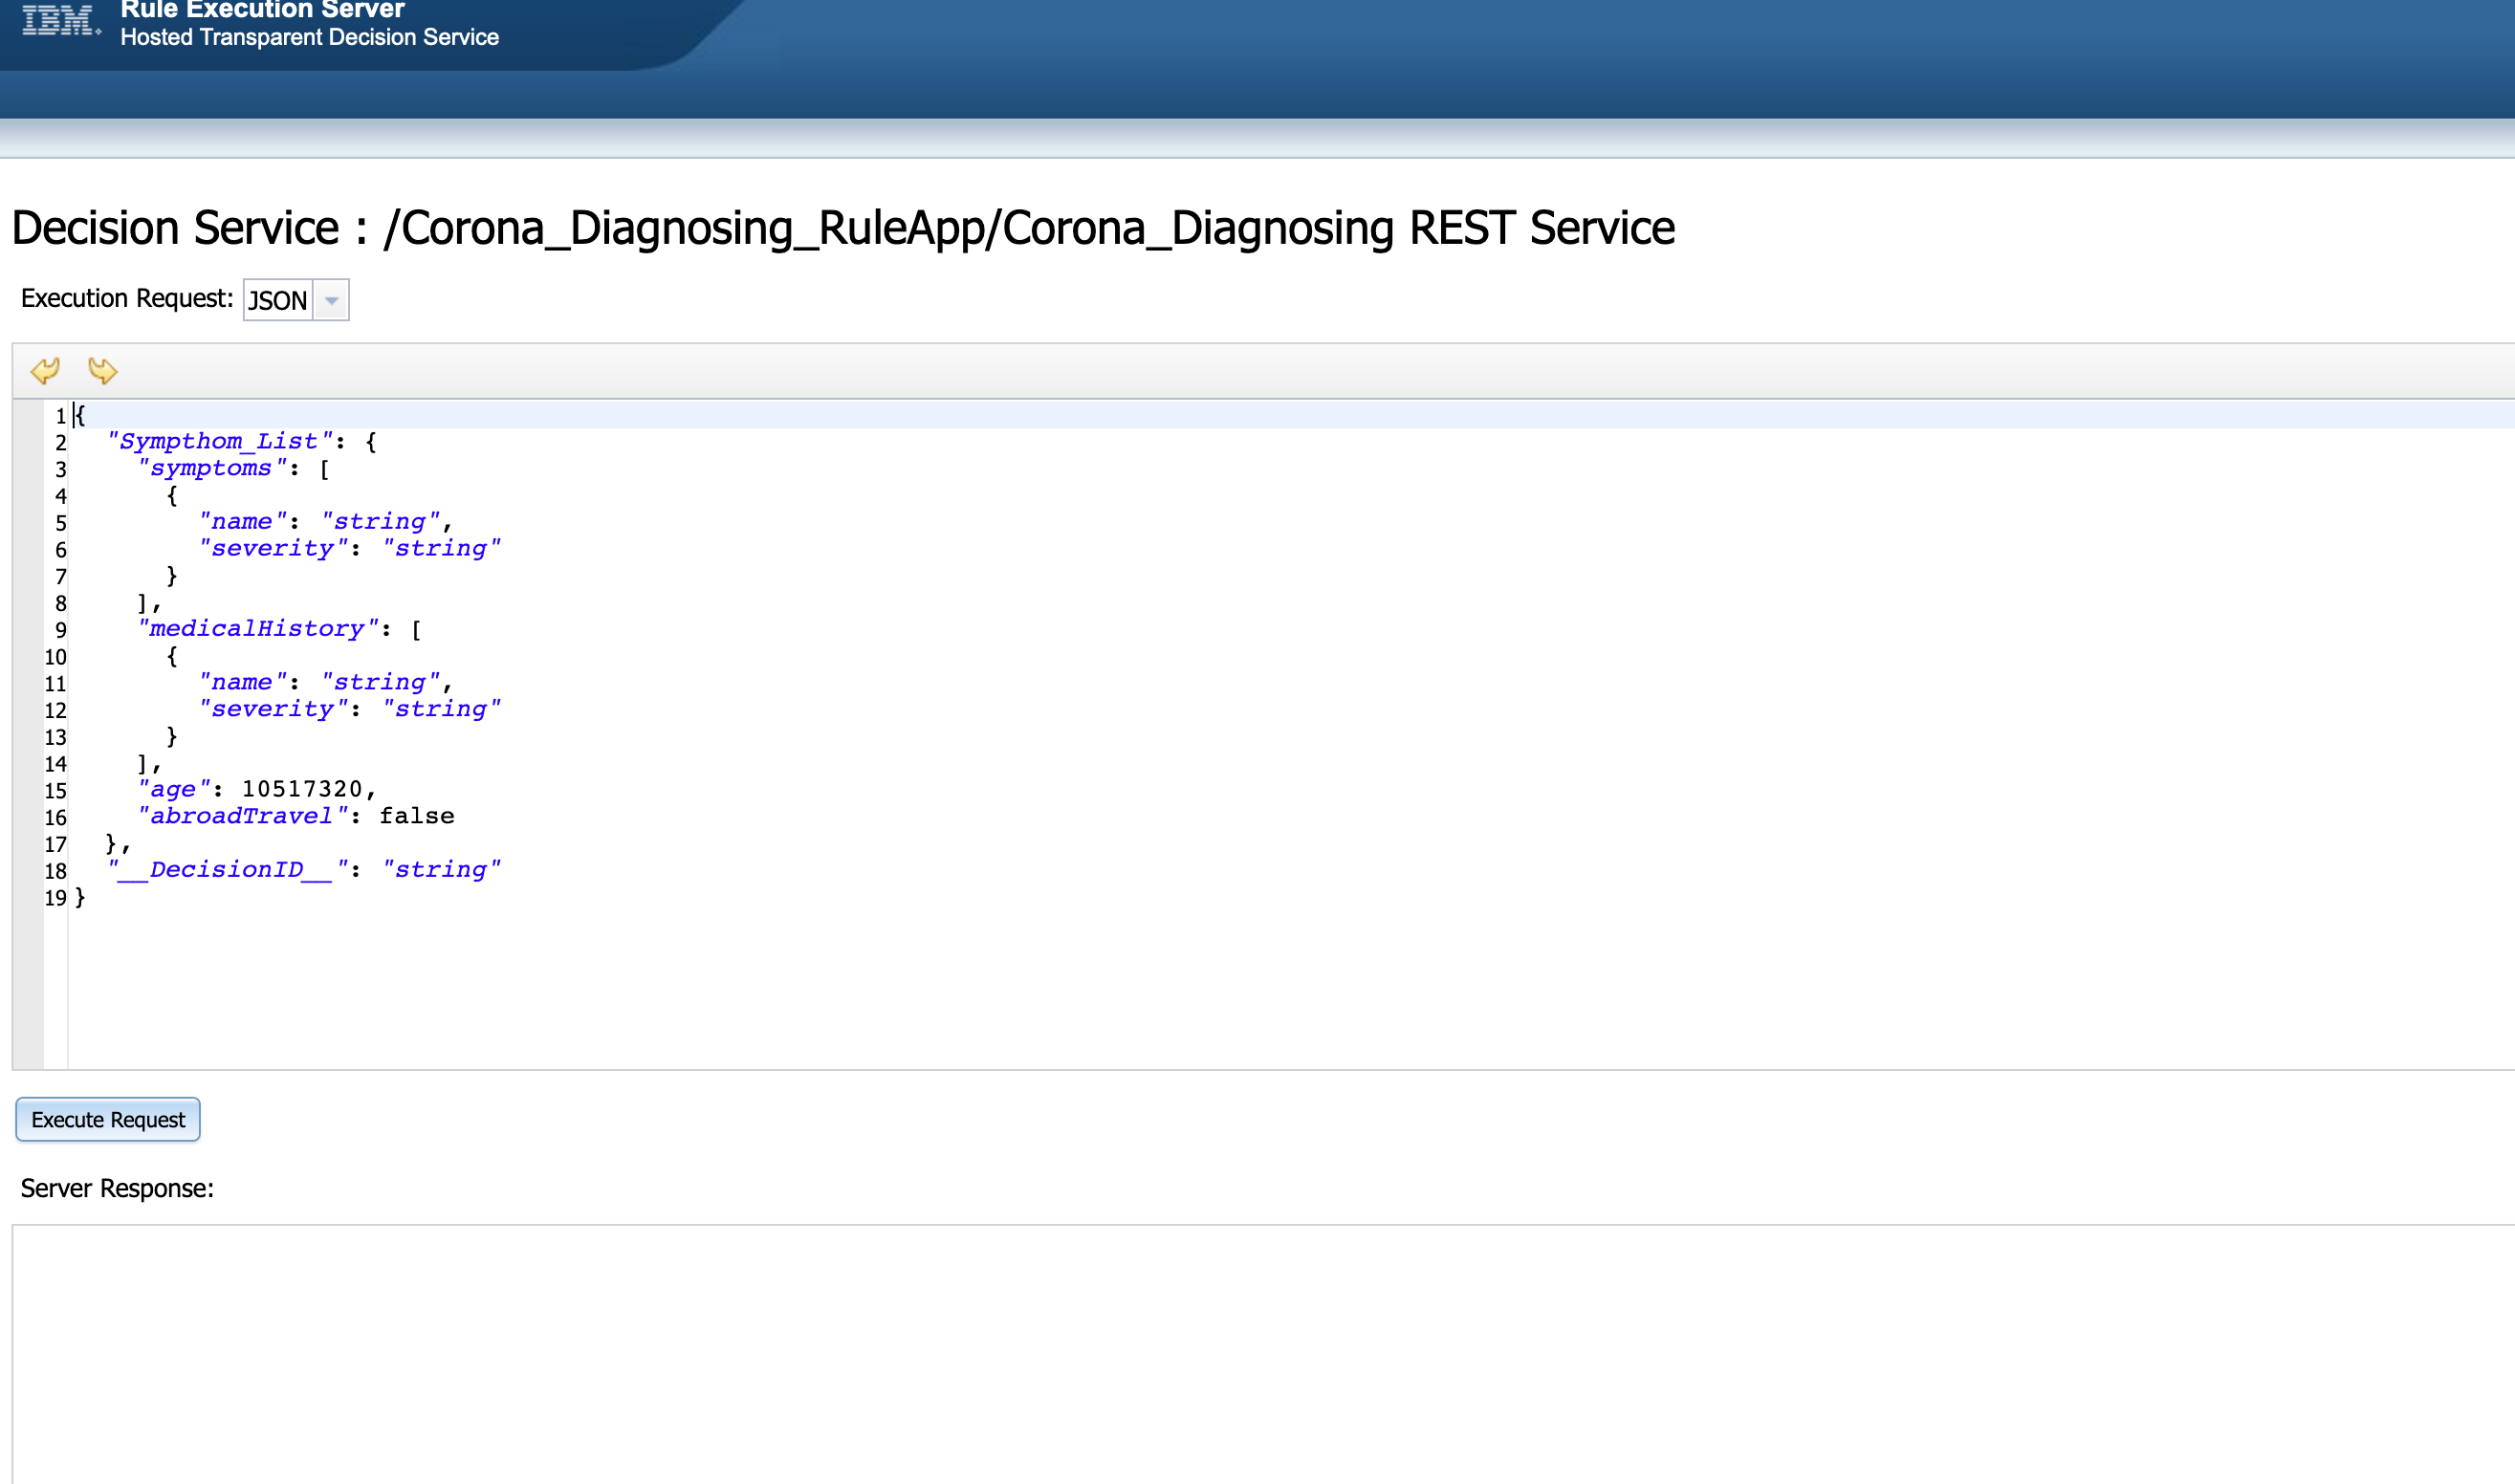 IBM.
Rule Execution Server
Hosted Transparent Decision Service
Decision Service : /Corona_Diagnosing_RuleApp/Corona_Diagnosing REST Service
Execution Request: JSON
1 {
2 "Sympthom_List": {
3 "symptoms": [
4 {
5 "name": "string",
6 "severity": "string"
7 }
8 ],
9 "medicalHistory": [
10 {
11 "name": "string",
12 "severity": "string"
13 }
14 ],
15 "age": 10517320,
16 "abroadTravel": false
17 },
18 "__DecisionID__": "string"
19 }
Execute Request
Server Response: